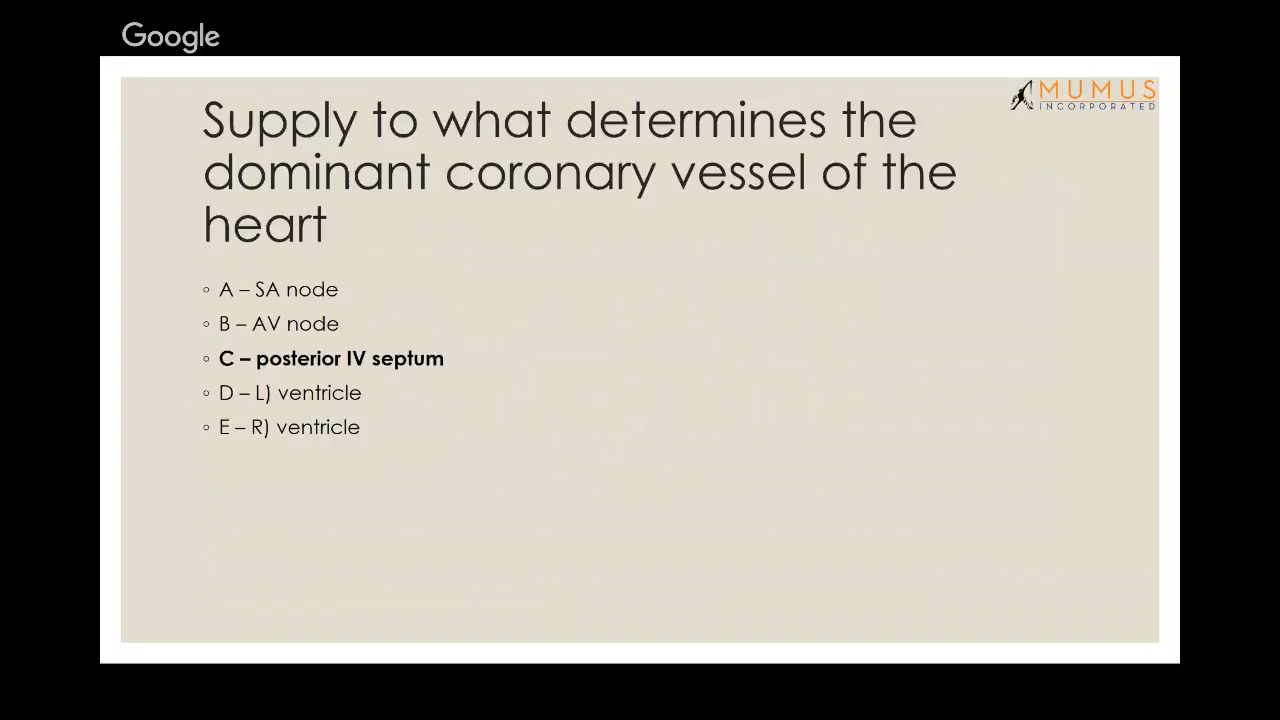 Google
MUMUS
INCORPORATED
Supply to what determines the
dominant coronary vessel of the
heart
◦ A – SA node
◦ B – AV node
◦ C – posterior IV septum
◦ D – L) ventricle
◦ E – R) ventricle